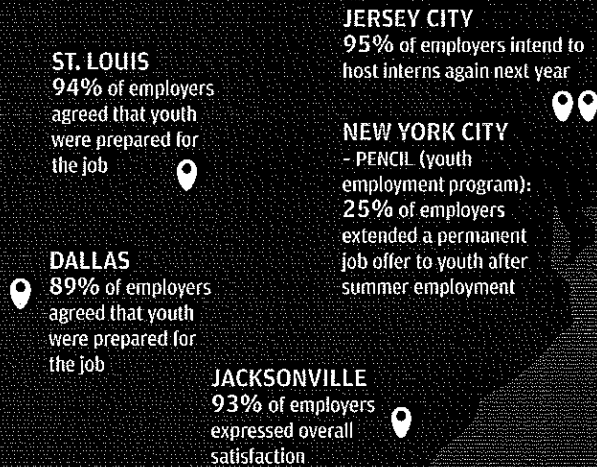 JERSEY CITY
95% of employers intend to
host interns again next year
ST. LOUIS
94% of employers
agreed that youth
were prepared for
the job
NEW YORK CITY
- PENCIL (youth
employment program):
25% of employers
extended a permanent
job offer to youth after
summer employment
DALLAS
89% of employers
agreed that youth
were prepared for
the job
JACKSONVILLE
93% of employers
expressed overall
satisfaction